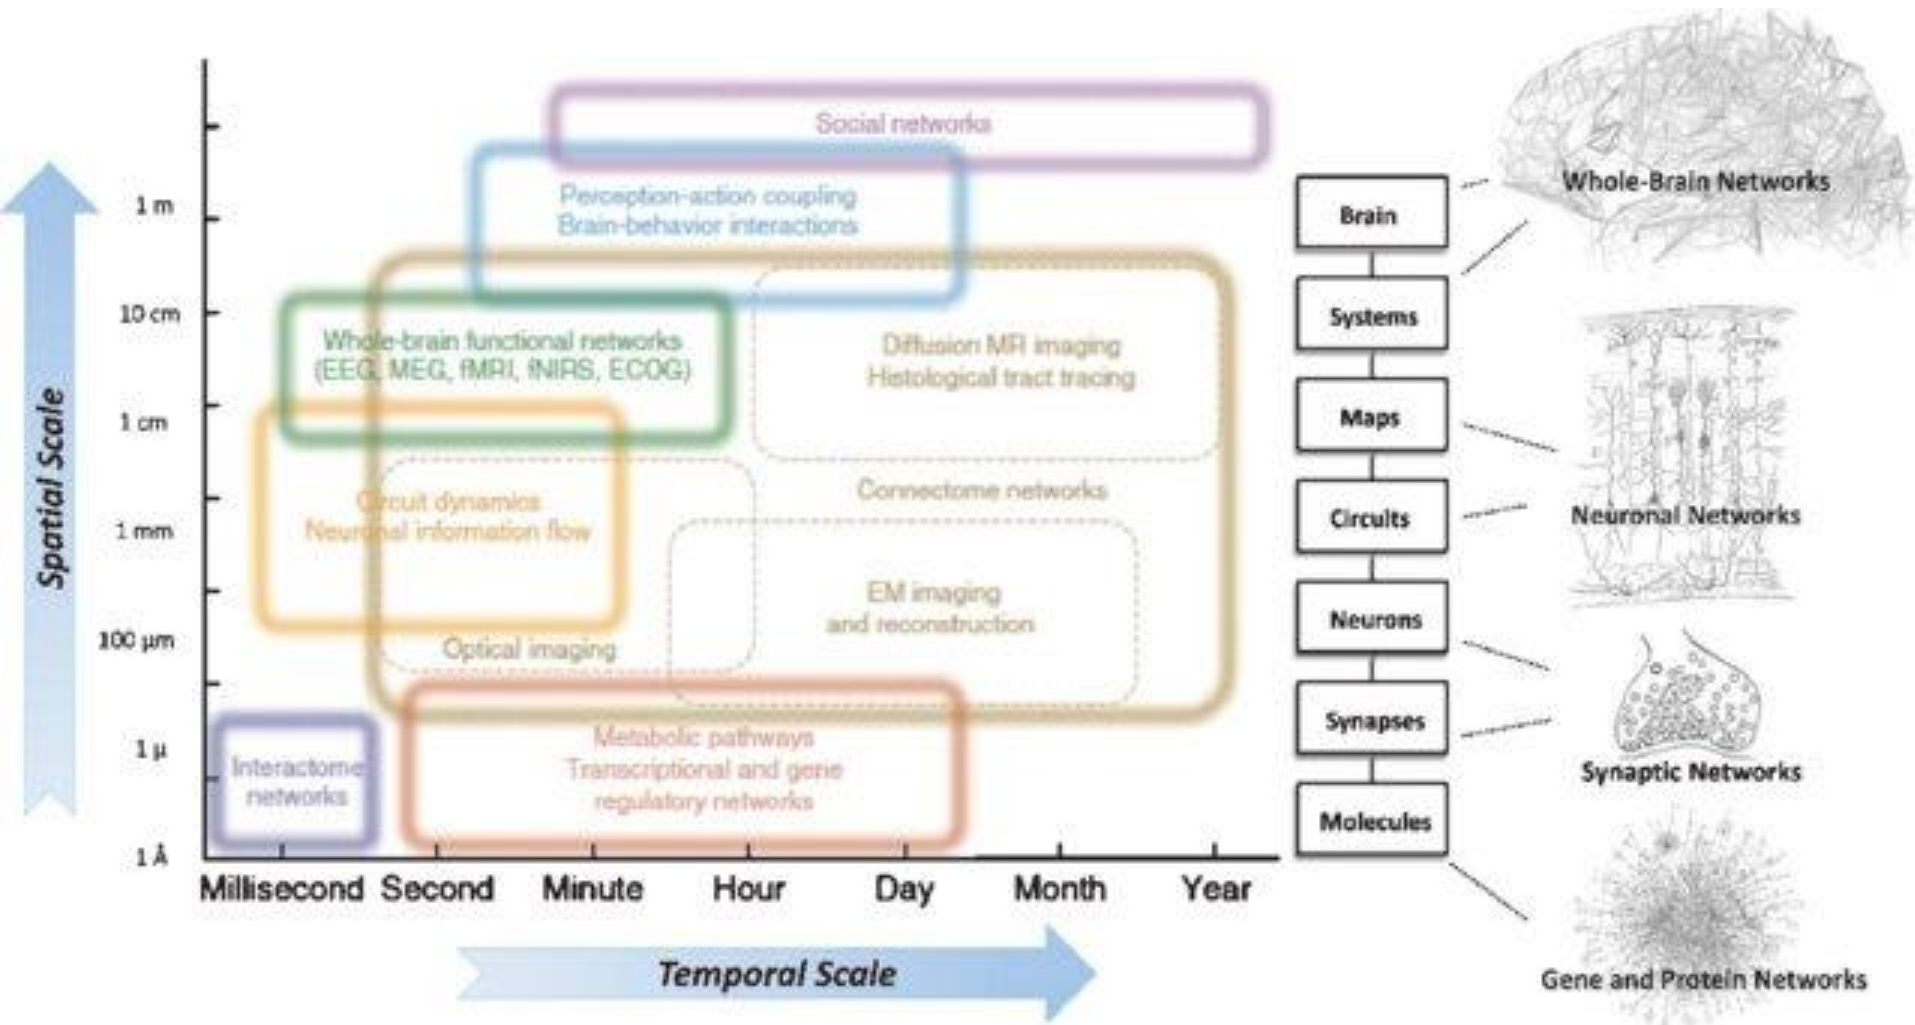 Social networks
Perception-action coupling
Brain-behavior interactions
Whole-brain functional networks
(EEG, MEG, fMRI, fNIRS, ECOG)
Diffusion MR imaging
Histological tract tracing
Connectome networks
Circuit dynamics
Neuronal information flow
EM imaging
and reconstruction
Optical imaging
Metabolic pathways
Transcriptional and gene
regulatory networks
Interactome
networks
Spatial Scale
1 m
10 cm
1 cm
1 mm
100 µm
1 µ
1 Å
Millisecond Second Minute Hour Day Month Year
Temporal Scale
Brain
Systems
Maps
Circults
Neurons
Synapses
Molecules
Whole-Brain Networks
Neuronal Networks
Synaptic Networks
Gene and Protein Networks